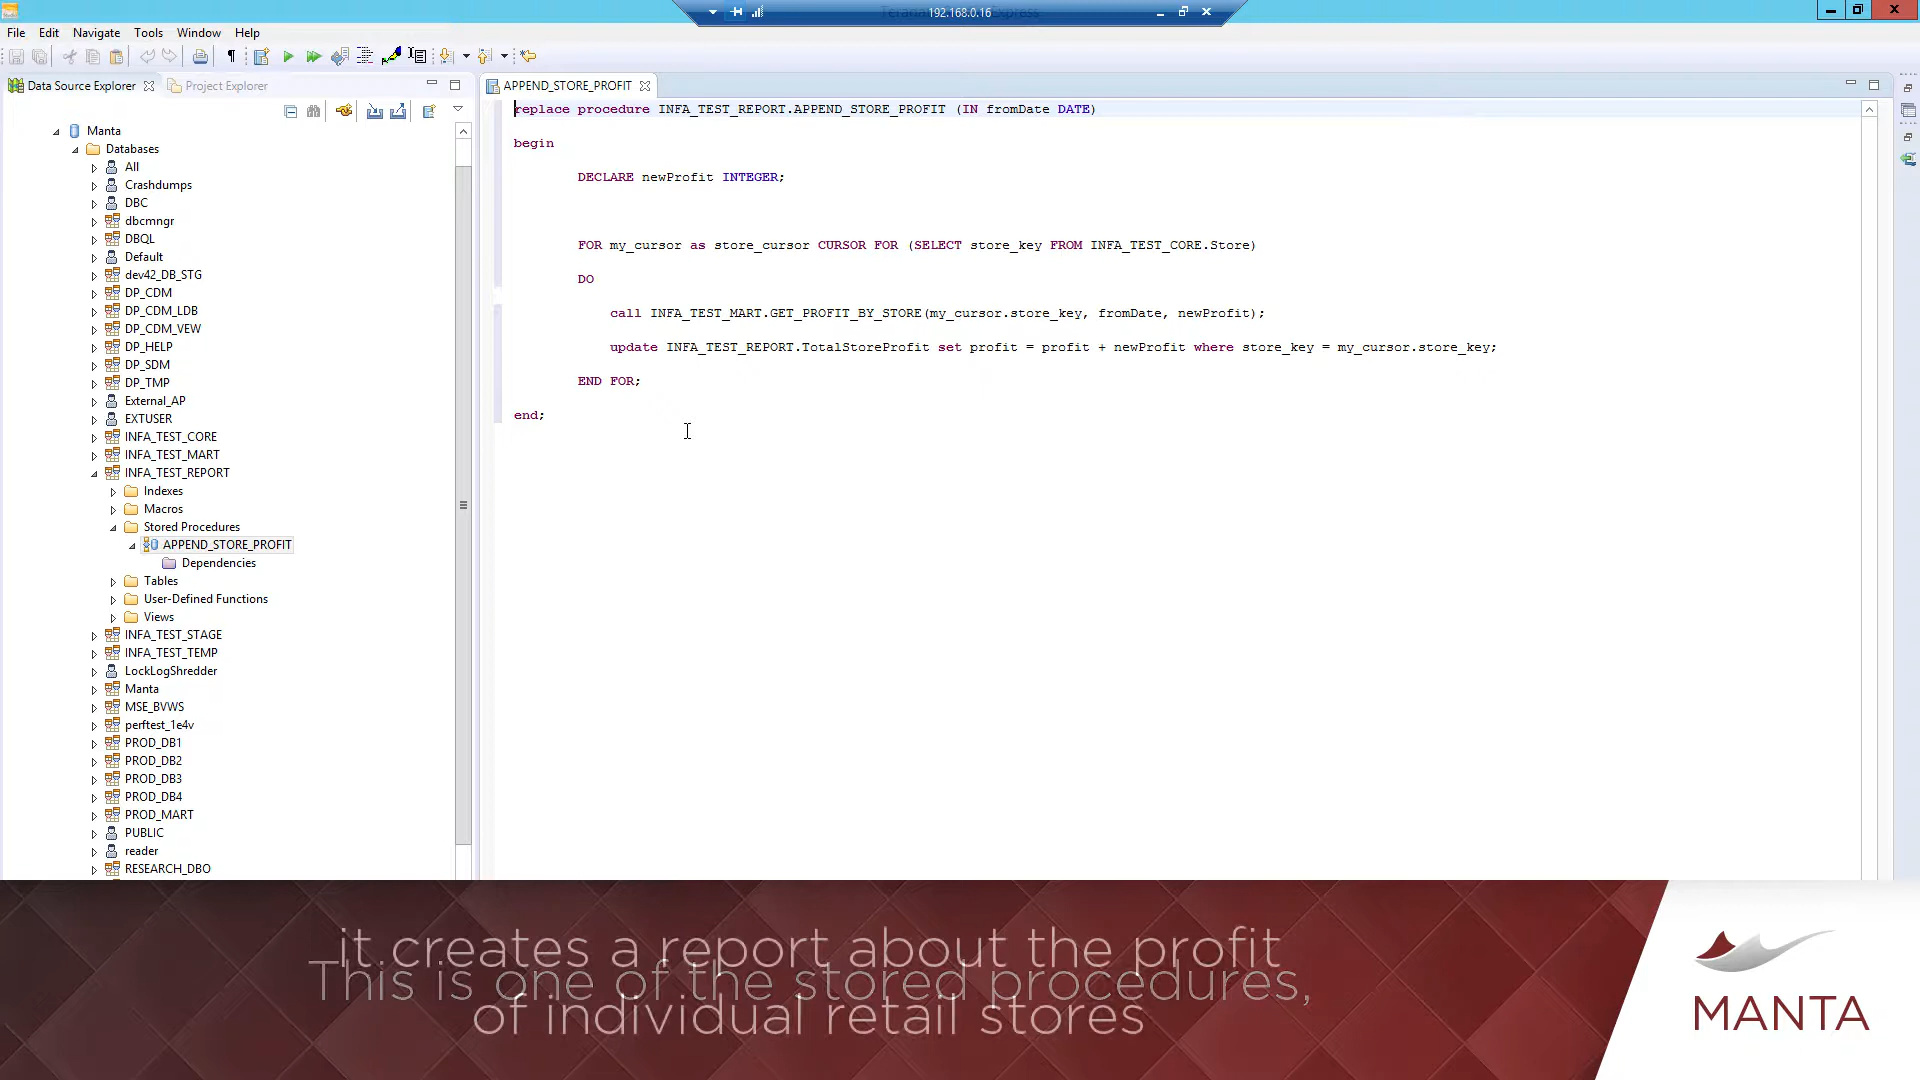 192.168.0.16
File Edit Navigate Tools Window Help
Data Source Explorer
Project Explorer
Manta
Databases
All
Crashdumps
DBC
dbcmngr
DBQL
Default
dev42_DB_STG
DP_CDM
DP_CDM_LDB
DP_CDM_VEW
DP_HELP
DP_SDM
DP_TMP
External_AP
EXTUSER
INFA_TEST_CORE
INFA_TEST_MART
INFA_TEST_REPORT
Indexes
Macros
Stored Procedures
APPEND_STORE_PROFIT
Dependencies
Tables
User-Defined Functions
Views
INFA_TEST_STAGE
INFA_TEST_TEMP
LockLogShredder
Manta
MSE_BVWS
perftest_1e4v
PROD_DB1
PROD_DB2
PROD_DB3
PROD_DB4
PROD_MART
PUBLIC
reader
RESEARCH_DBO
APPEND_STORE_PROFIT
replace procedure INFA_TEST_REPORT.APPEND_STORE_PROFIT (IN fromDate DATE)
begin
DECLARE newProfit INTEGER;
FOR my_cursor as store_cursor CURSOR FOR (SELECT store_key FROM INFA_TEST_CORE.Store)
DO
call INFA_TEST_MART.GET_PROFIT_BY_STORE(my_cursor.store_key, fromDate, newProfit);
update INFA_TEST_REPORT.TotalStoreProfit set profit = profit + newProfit where store_key = my_cursor.store_key;
END FOR;
end;
it creates a report about the profit
This is one of the stored procedures,
of individual retail stores
MANTA